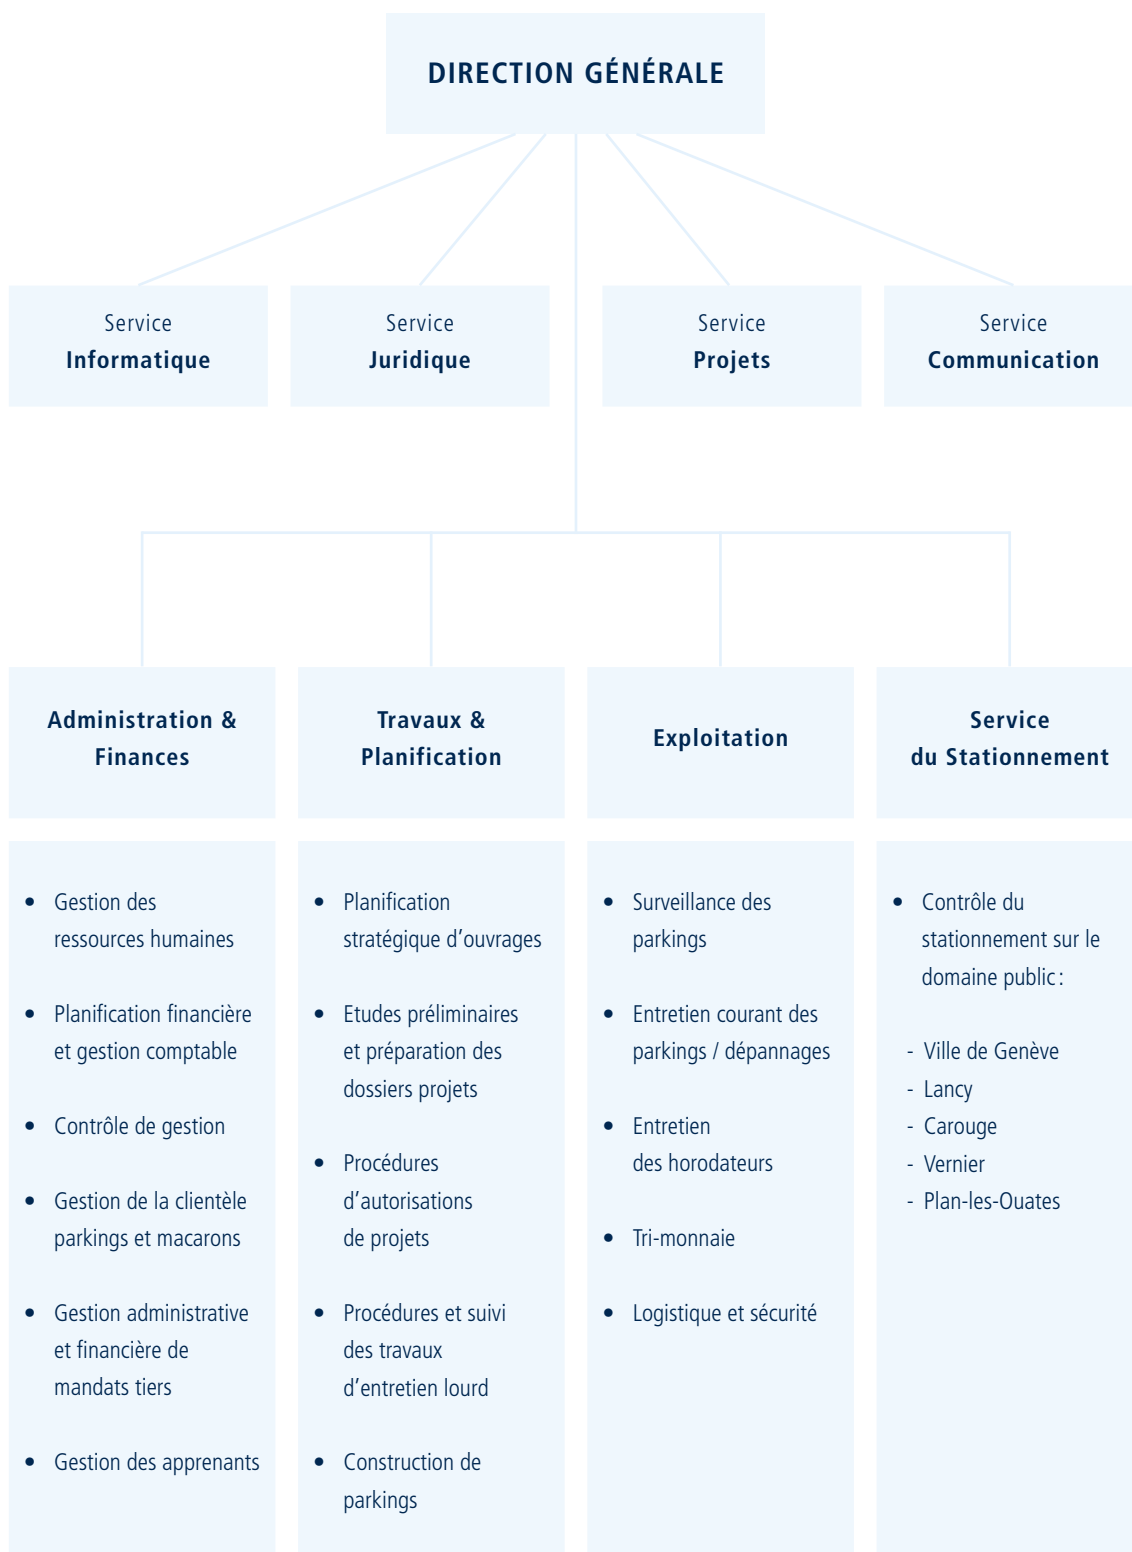 DIRECTION GÉNÉRALE
Service
Informatique
Service
Juridique
Service
Projets
Service
Communication
Administration &
Finances
Travaux &
Planification
Exploitation
Service
du Stationnement
• Gestion des
ressources humaines
• Planification financière
et gestion comptable
• Contrôle de gestion
• Gestion de la clientèle
parkings et macarons
• Gestion administrative
et financière de
mandats tiers
• Gestion des apprenants
• Planification
stratégique d’ouvrages
• Etudes préliminaires
et préparation des
dossiers projets
• Procédures
d’autorisations
de projets
• Procédures et suivi
des travaux
d’entretien lourd
• Construction de
parkings
• Surveillance des
parkings
• Entretien courant des
parkings / dépannages
• Entretien
des horodateurs
• Tri-monnaie
• Logistique et sécurité
• Contrôle du
stationnement sur le
domaine public :
- Ville de Genève
- Lancy
- Carouge
- Vernier
- Plan-les-Ouates